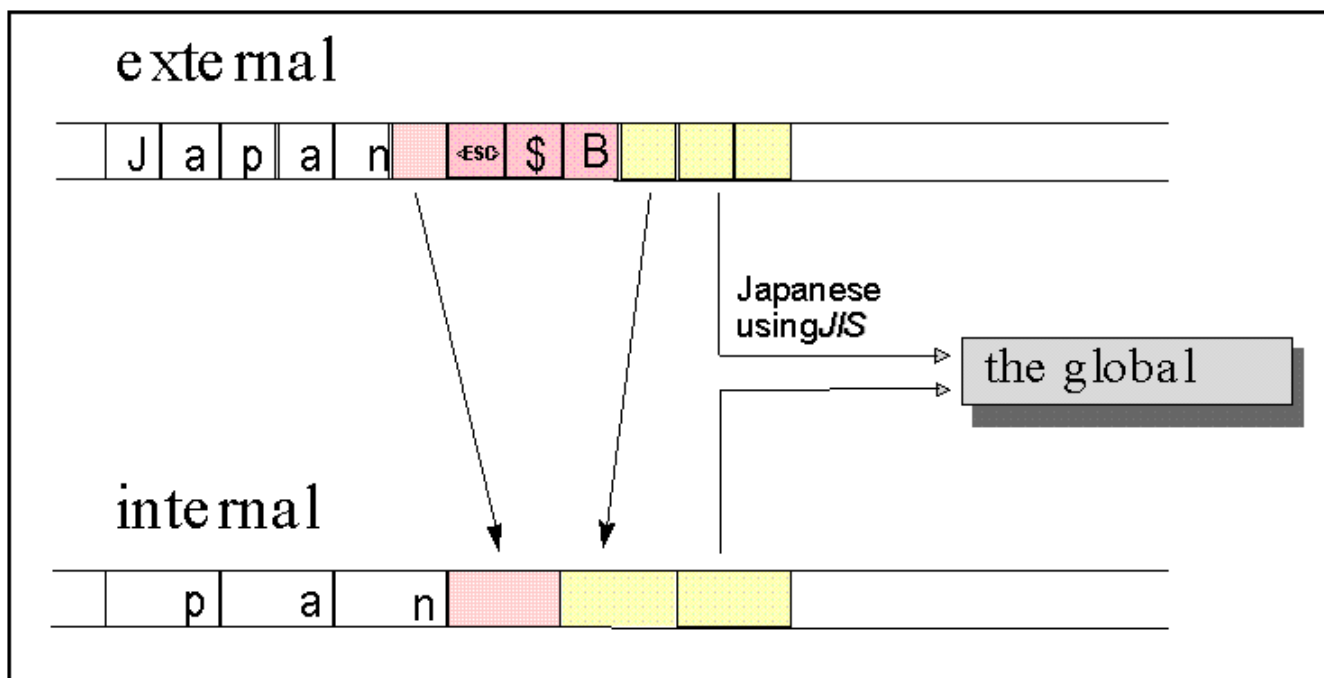 external
J a p a n <ESC> $ B
Japanese
using JIS
the global
internal
p a n